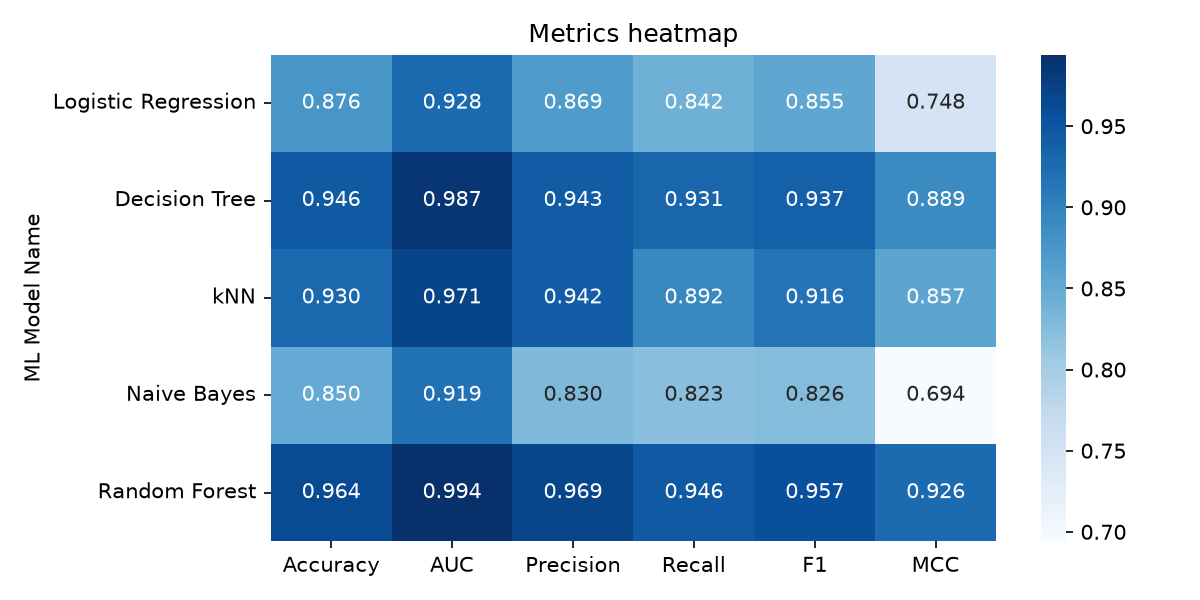 Metrics heatmap
ML Model Name
Logistic Regression 0.876 0.928 0.869 0.842 0.855 0.748
Decision Tree 0.946 0.987 0.943 0.931 0.937 0.889
kNN 0.930 0.971 0.942 0.892 0.916 0.857
Naive Bayes 0.850 0.919 0.830 0.823 0.826 0.694
Random Forest 0.964 0.994 0.969 0.946 0.957 0.926
Accuracy AUC Precision Recall F1 MCC
0.95
0.90
0.85
0.80
0.75
0.70